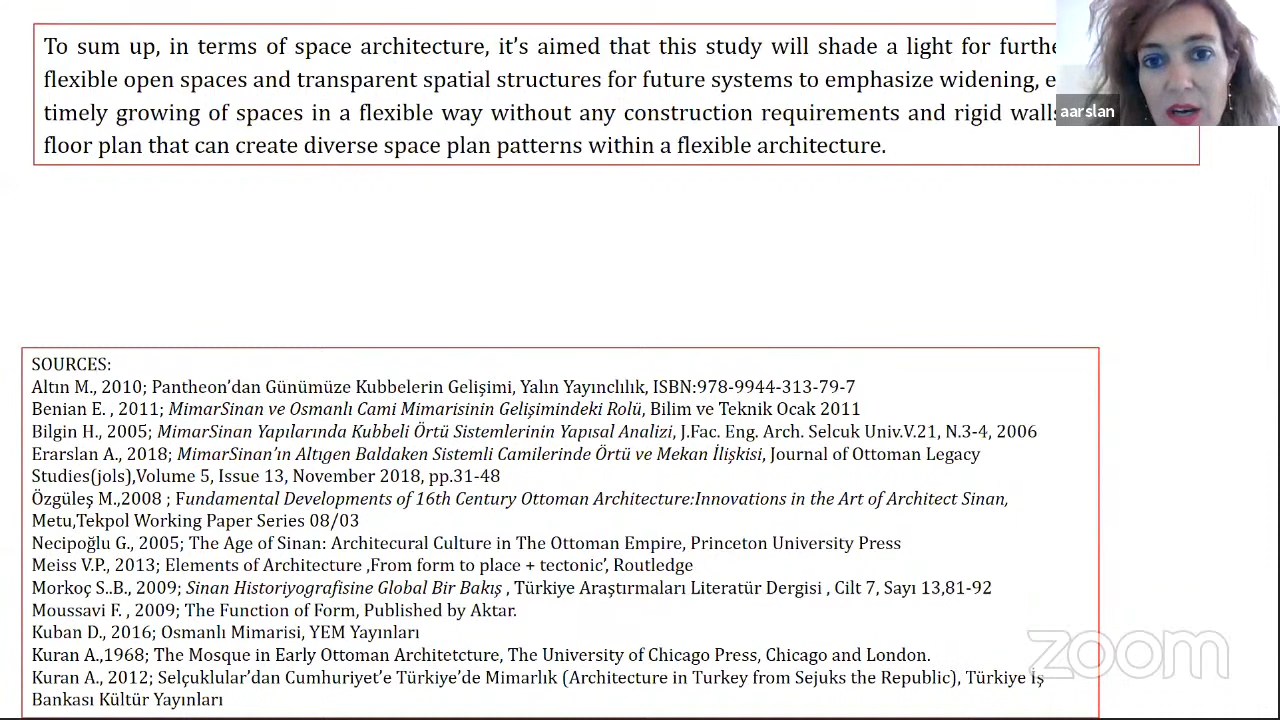 To sum up, in terms of space architecture, it's aimed that this study will shade a light for
flexible open spaces and transparent spatial structures for future systems to emphasize widening,
timely growing of spaces in a flexible way without any construction requirements and rigid walls
floor plan that can create diverse space plan patterns within a flexible architecture.
aarslan
SOURCES:
Altın M., 2010; Pantheon'dan Günümüze Kubbelerin Gelişimi, Yalın Yayınclılık, ISBN:978-9944-313-79-7
Benian E. , 2011; MimarSinan ve Osmanlı Cami Mimarisinin Gelişimindeki Rolü, Bilim ve Teknik Ocak 2011
Bilgin H., 2005; MimarSinan Yapılarında Kubbeli Örtü Sistemlerinin Yapısal Analizi, J.Fac. Eng. Arch. Selcuk Univ.V.21, N.3-4, 2006
Erarslan A., 2018; MimarSinan'ın Altıgen Baldaken Sistemli Camilerinde Örtü ve Mekan İlişkisi, Journal of Ottoman Legacy
Studies(jols),Volume 5, Issue 13, November 2018, pp.31-48
Özgüleş M.,2008 ; Fundamental Developments of 16th Century Ottoman Architecture:Innovations in the Art of Architect Sinan,
Metu,Tekpol Working Paper Series 08/03
Necipoğlu G., 2005; The Age of Sinan: Architecural Culture in The Ottoman Empire, Princeton University Press
Meiss V.P., 2013; Elements of Architecture ,From form to place + tectonic', Routledge
Morkoç S..B., 2009; Sinan Historiyografisine Global Bir Bakış , Türkiye Araştırmaları Literatür Dergisi , Cilt 7, Sayı 13,81-92
Moussavi F. , 2009; The Function of Form, Published by Aktar.
Kuban D., 2016; Osmanlı Mimarisi, YEM Yayınları
Kuran A.,1968; The Mosque in Early Ottoman Architetcture, The University of Chicago Press, Chicago and London.
Kuran A., 2012; Selçuklular'dan Cumhuriyet'e Türkiye'de Mimarlık (Architecture in Turkey from Sejuks the Republic), Türkiye İş
Bankası Kültür Yayınları
zoom